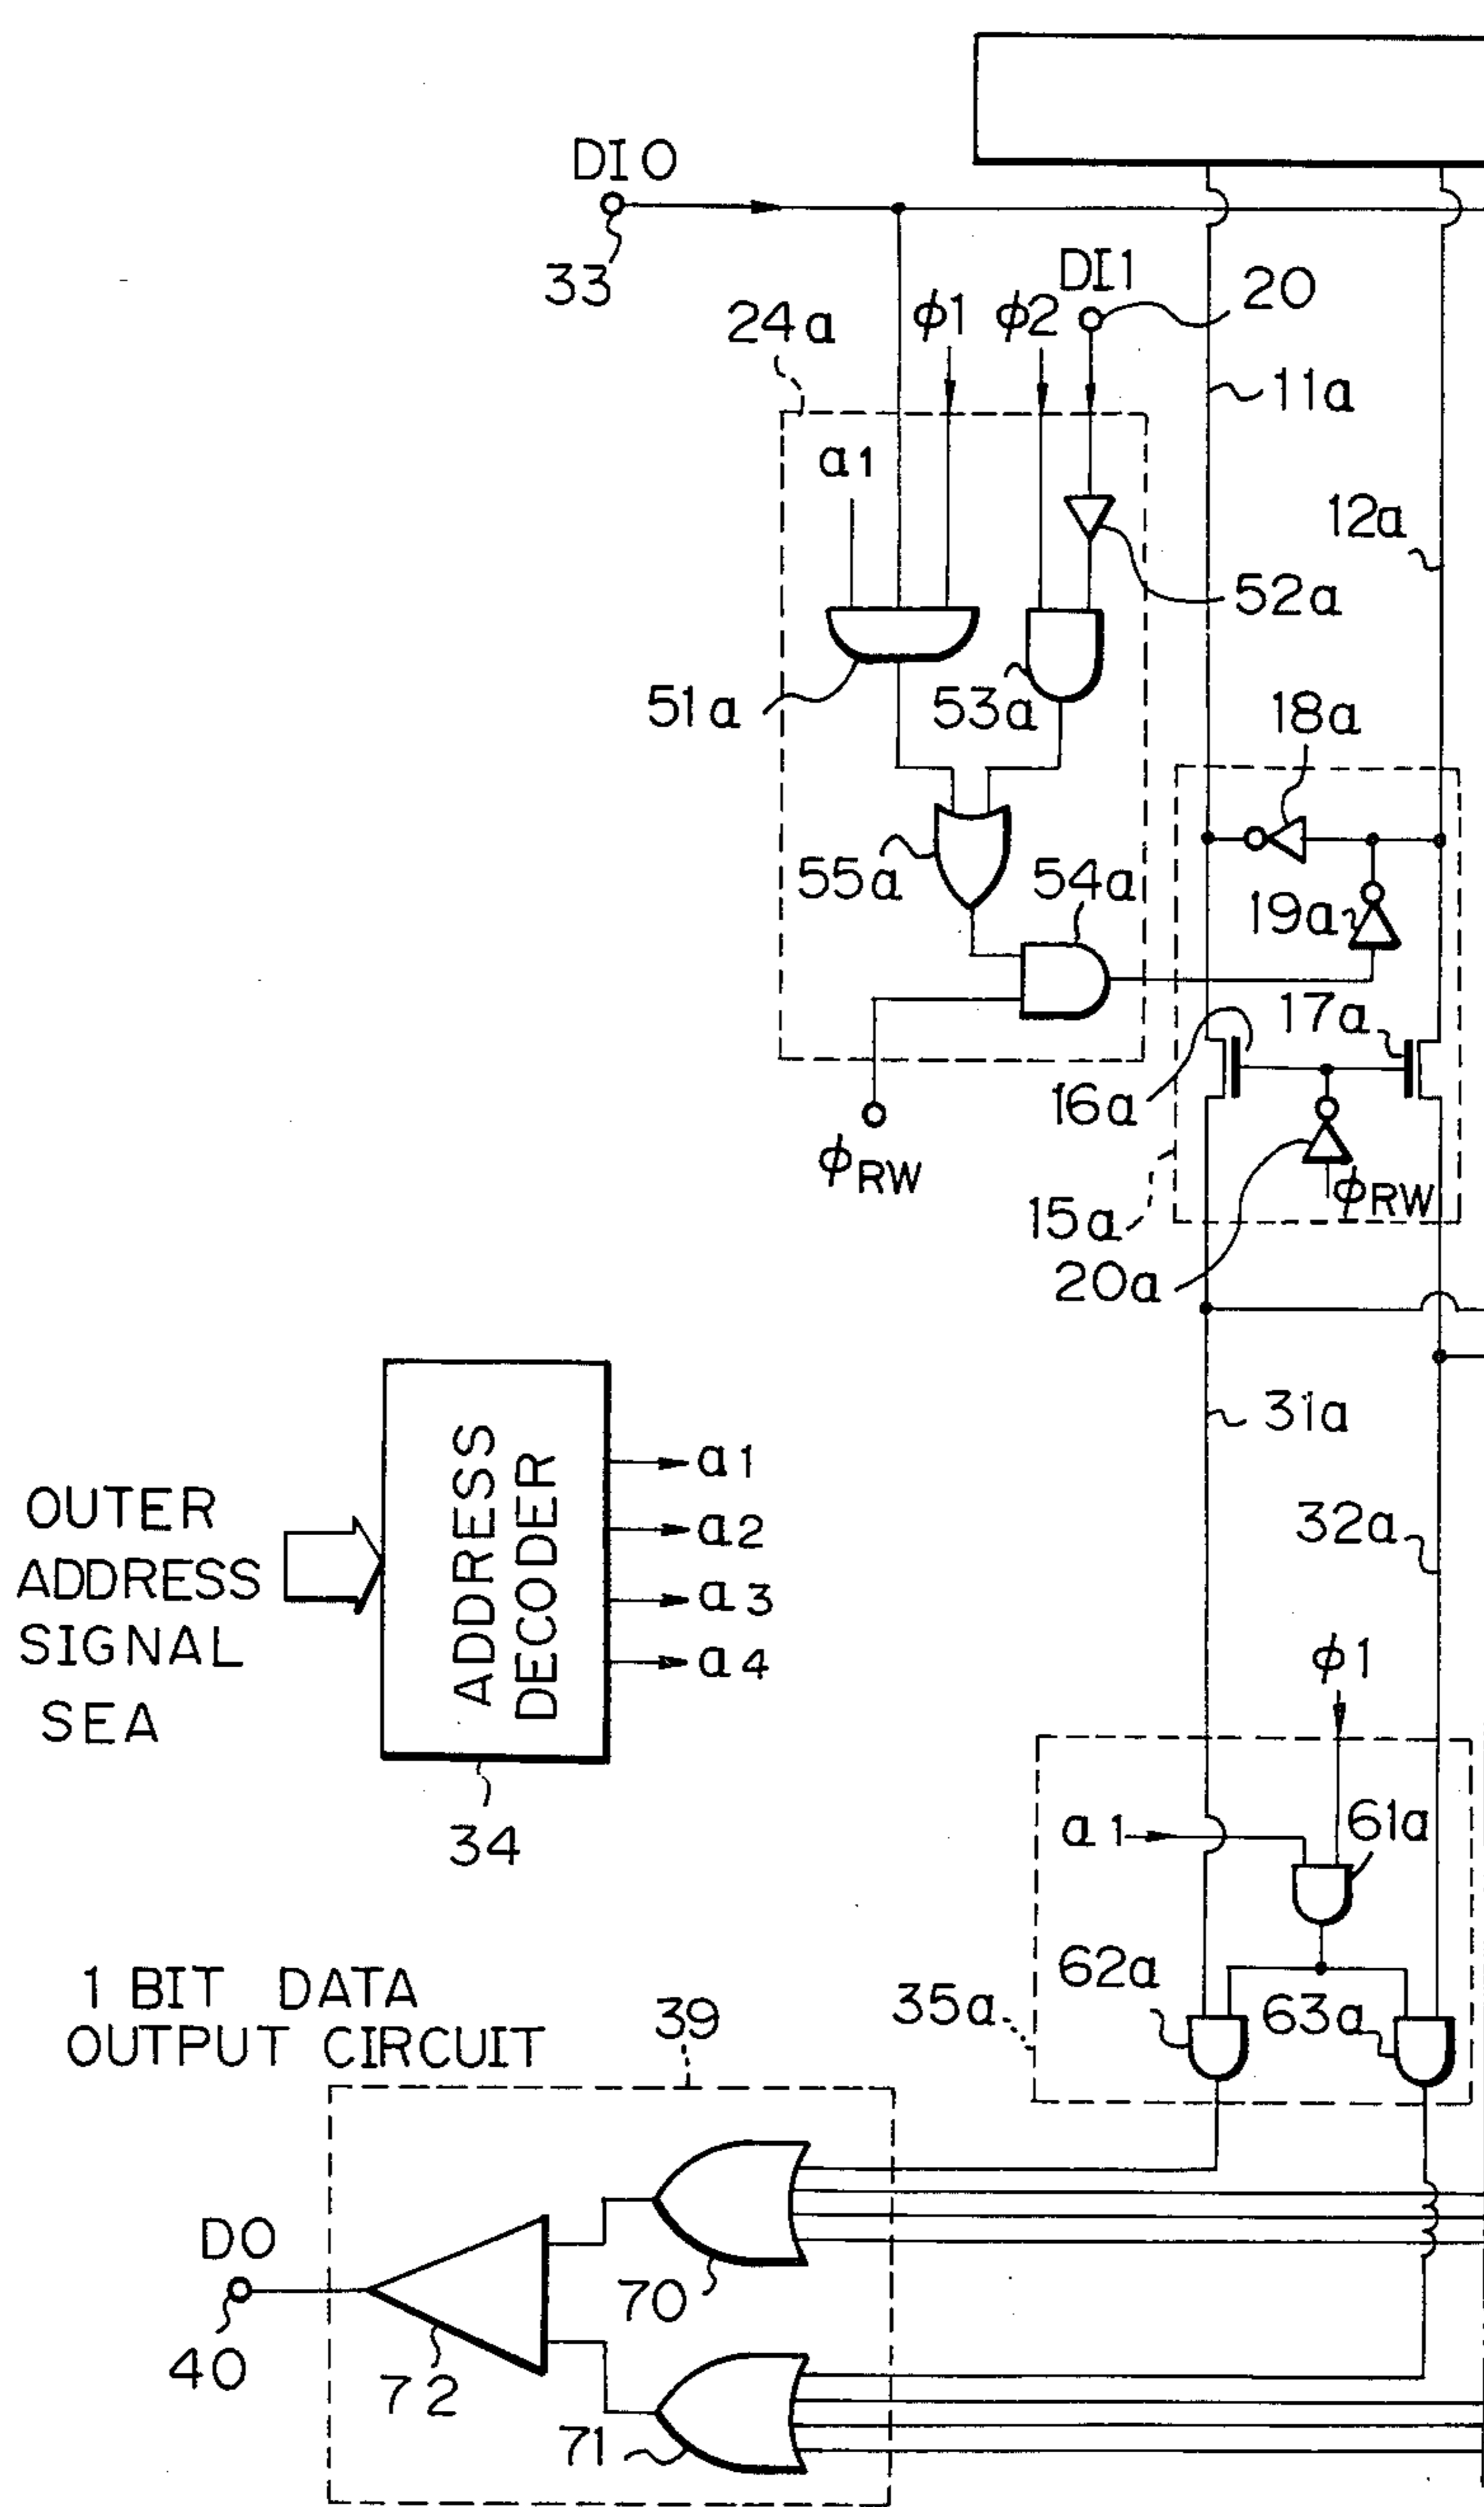 DIO
33
DI1
20
24a
ϕ1
ϕ2
11a
a1
12a
52a
51a
53a
18a
55a
54a
19a
17a
16a
ϕRW
ϕRW
15a
20a
31a
ADDRESS
DECODER
a1
a2
a3
a4
OUTER
ADDRESS
SIGNAL
SEA
32a
ϕ1
34
a1
61a
62a
63a
35a
1 BIT DATA
OUTPUT CIRCUIT
39
DO
40
70
72
71